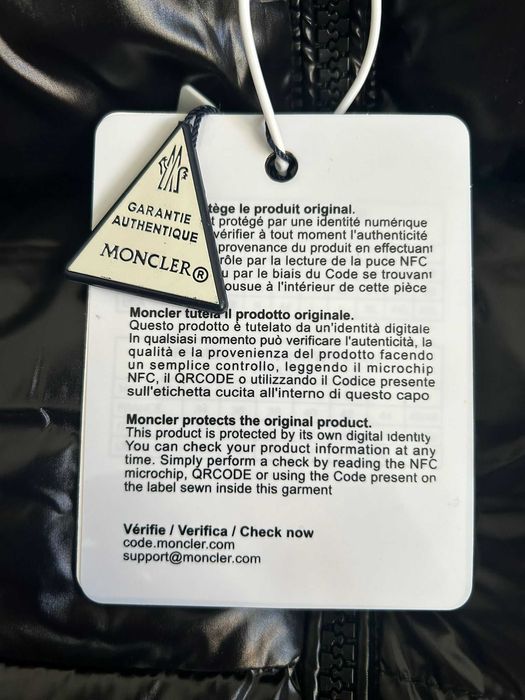 GARANTIE
AUTHENTIQUE
MONCLER®
tège le produit original.
t protégé par une identité numérique
vérifier à tout moment l'authenticité
provenance du produit en effectuant
rôle par la lecture de la puce NFC
u par le biais du Code se trouvant
ousue à l'intérieur de cette pièce
Moncler tutela il prodotto originale.
Questo prodotto è tutelato da un'identità digitale
In qualsiasi momento può verificare l'autenticità, la
qualità e la provenienza del prodotto facendo
un semplice controllo, leggendo il microchip
NFC, il QRCODE o utilizzando il Codice presente
sull'etichetta cucita all'interno di questo capo
Moncler protects the original product.
This product is protected by its own digital identity
You can check your product information at any
time. Simply perform a check by reading the NFC
microchip, QRCODE or using the Code present on
the label sewn inside this garment
Vérifie / Verifica / Check now
code.moncler.com
support@moncler.com